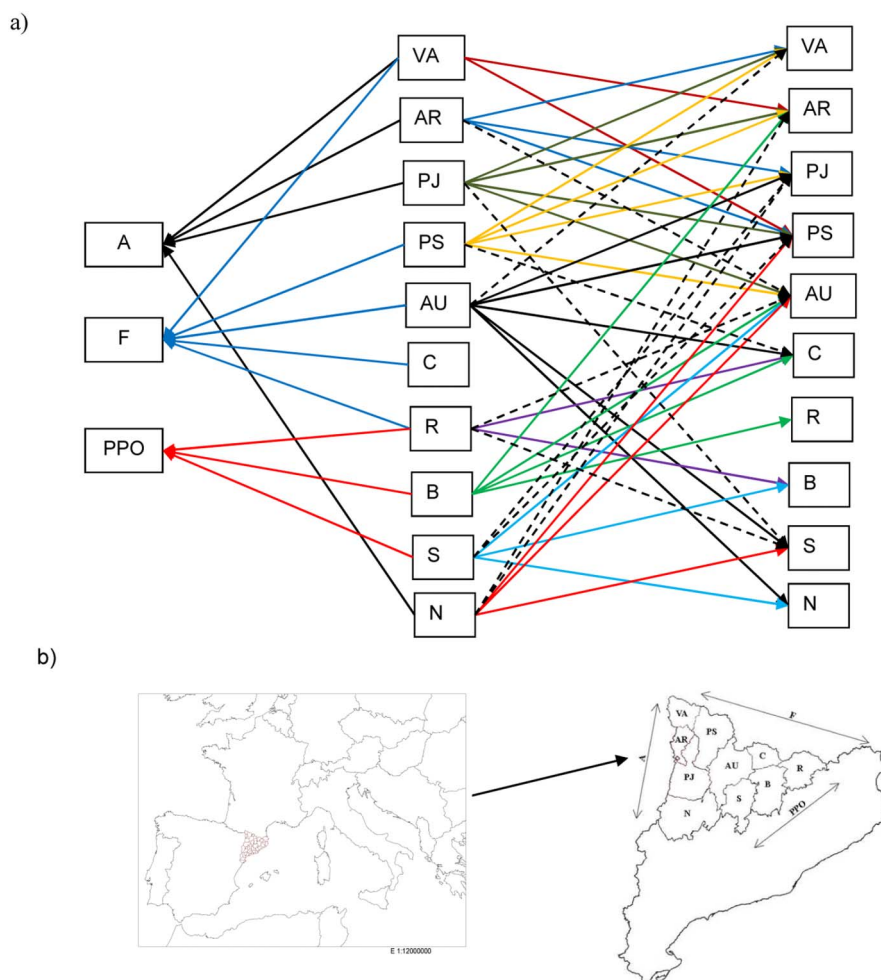 a)
VA
VA
AR
AR
PJ
PJ
A
PS
PS
F
AU
AU
C
C
PPO
R
R
B
B
S
S
N
N
b)
E 1:12000000
F
A
VA
AR
PS
PJ
AU
C
R
B
S
N
PPO